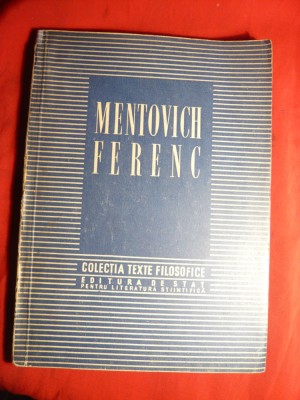 MENTOVICH
FERENC
COLECTIA TEXTE FILOSOFICE
EDITURA DE STAT
PENTRU LITERATURA STIINTIFICA